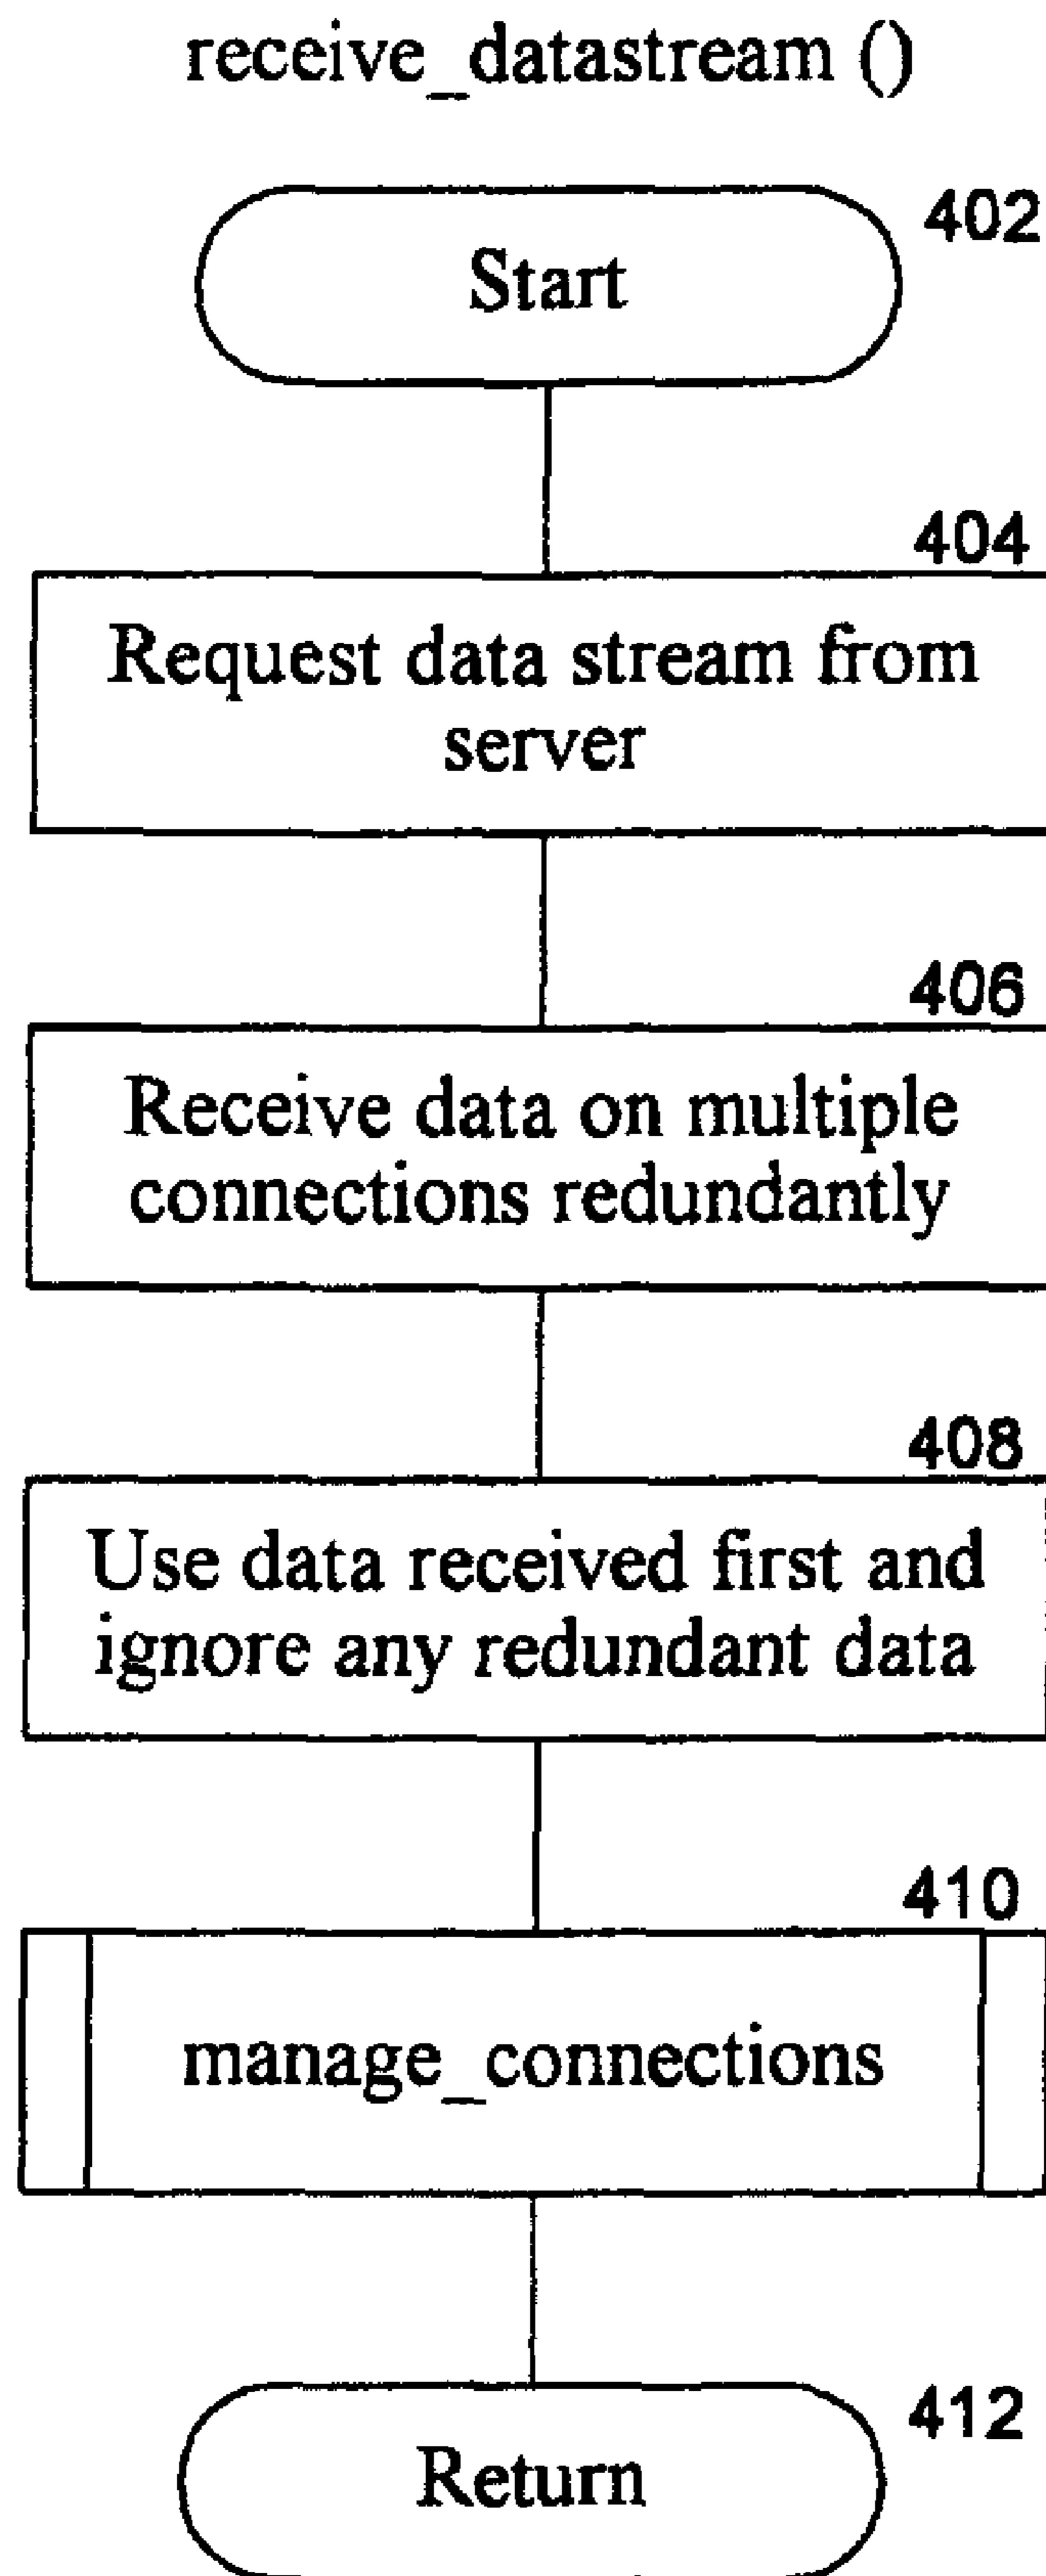 receive_datastream ()
402
Start
404
Request data stream from
server
406
Receive data on multiple
connections redundantly
408
Use data received first and
ignore any redundant data
410
manage_connections
412
Return